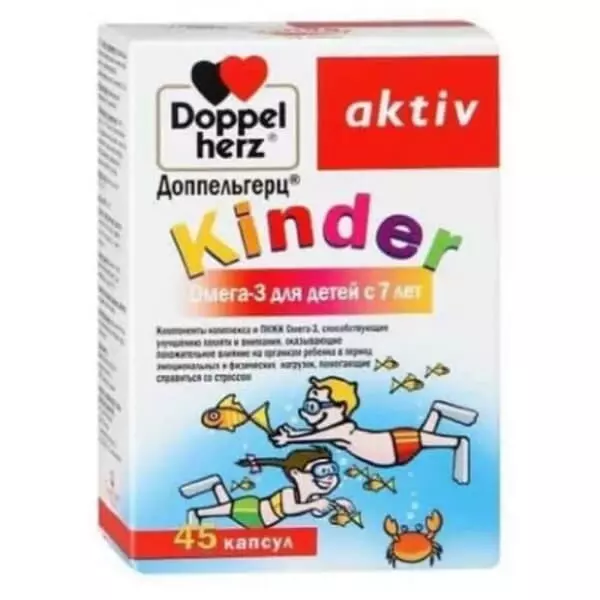 Doppel
herz®
aktiv
Доппельгерц®
Kinder
Омега-3 для детей с 7 лет
Компоненты комплекса и ПНЖК Омега-3, способствующие
улучшению памяти и внимания, оказывающие
положительное влияние на организм ребенка в период
эмоциональных и физических нагрузок, помогающие
справиться со стрессом
45 капсул